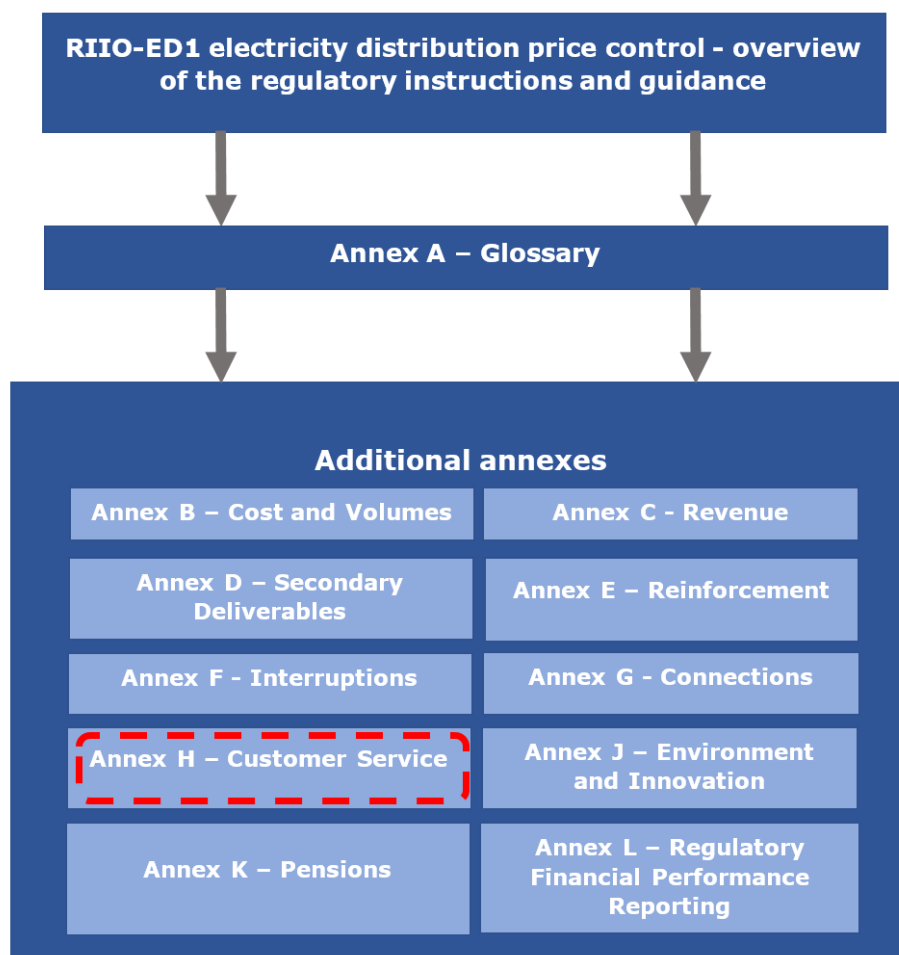 RIIO-ED1 electricity distribution price control - overview
of the regulatory instructions and guidance
Annex A – Glossary
Additional annexes
Annex B – Cost and Volumes
Annex C - Revenue
Annex D – Secondary
Deliverables
Annex E – Reinforcement
Annex F - Interruptions
Annex G - Connections
Annex H – Customer Service
Annex J – Environment
and Innovation
Annex K – Pensions
Annex L – Regulatory
Financial Performance
Reporting